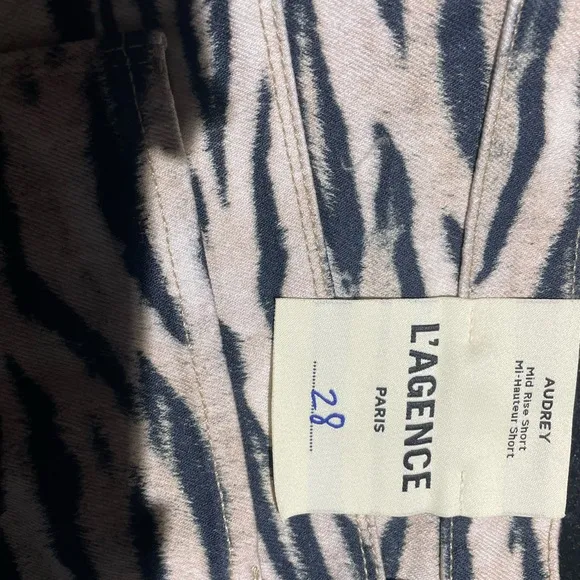 AUDREY
Mid Rise Short
Mi-Hauteur Short
L'AGENCE
PARIS
28